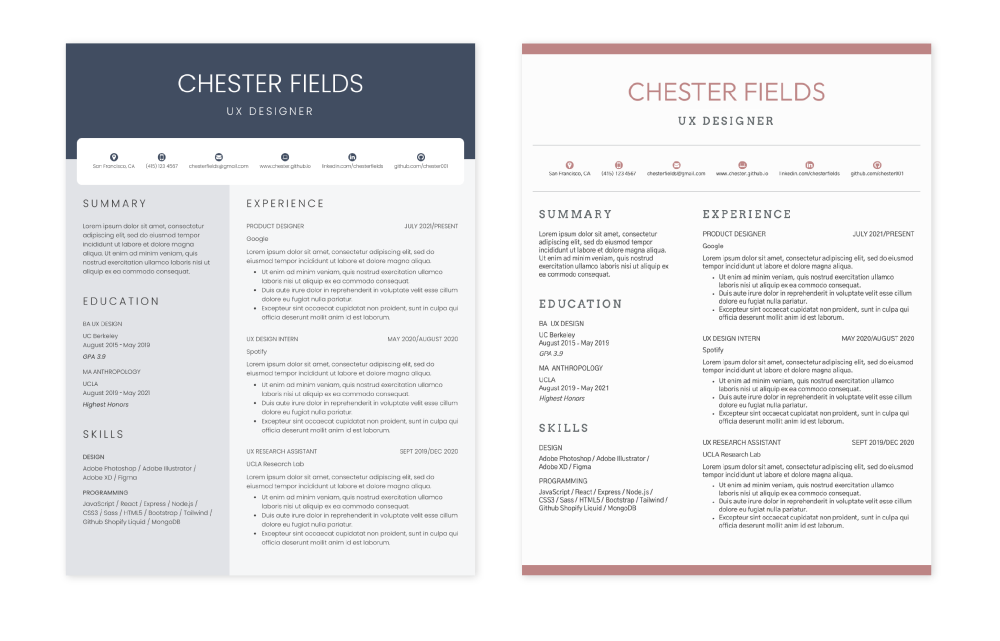 CHESTER FIELDS
UX DESIGNER
San Francisco, CA
(415) 123 4567
chesterfields@gmail.com
www.chester.github.io
linkedin.com/chesterfields
github.com/chester101
SUMMARY
Lorem ipsum dolor sit amet, consectetur
adipiscing elit, sed do eiusmod tempor
incididunt ut labore et dolore magna
aliqua. Ut enim ad minim veniam, quis
nostrud exercitation ullamco laboris nisi ut
aliquip ex ea commodo consequat.
EDUCATION
BA UX DESIGN
UC Berkeley
August 2015 - May 2019
GPA 3.9
MA ANTHROPOLOGY
UCLA
August 2019 - May 2021
Highest Honors
SKILLS
DESIGN
Adobe Photoshop / Adobe Illustrator /
Adobe XD / Figma
PROGRAMMING
JavaScript / React / Express / Node.js /
CSS3 / Sass / HTML5 / Bootstrap / Tailwind /
Github Shopify Liquid / MongoDB
EXPERIENCE
PRODUCT DESIGNER JULY 2021/PRESENT
Google
Lorem ipsum dolor sit amet, consectetur adipiscing elit, sed do
eiusmod tempor incididunt ut labore et dolore magna aliqua.
• Ut enim ad minim veniam, quis nostrud exercitation ullamco
laboris nisi ut aliquip ex ea commodo consequat.
• Duis aute irure dolor in reprehenderit in voluptate velit esse cillum
dolore eu fugiat nulla pariatur.
• Excepteur sint occaecat cupidatat non proident, sunt in culpa qui
officia deserunt mollit anim id est laborum.
UX DESIGN INTERN MAY 2020/AUGUST 2020
Spotify
Lorem ipsum dolor sit amet, consectetur adipiscing elit, sed do
eiusmod tempor incididunt ut labore et dolore magna aliqua.
• Ut enim ad minim veniam, quis nostrud exercitation ullamco
laboris nisi ut aliquip ex ea commodo consequat.
• Duis aute irure dolor in reprehenderit in voluptate velit esse cillum
dolore eu fugiat nulla pariatur.
• Excepteur sint occaecat cupidatat non proident, sunt in culpa qui
officia deserunt mollit anim id est laborum.
UX RESEARCH ASSISTANT SEPT 2019/DEC 2020
UCLA Research Lab
Lorem ipsum dolor sit amet, consectetur adipiscing elit, sed do
eiusmod tempor incididunt ut labore et dolore magna aliqua.
• Ut enim ad minim veniam, quis nostrud exercitation ullamco
laboris nisi ut aliquip ex ea commodo consequat.
• Duis aute irure dolor in reprehenderit in voluptate velit esse cillum
dolore eu fugiat nulla pariatur.
• Excepteur sint occaecat cupidatat non proident, sunt in culpa qui
officia deserunt mollit anim id est laborum.
CHESTER FIELDS
UX DESIGNER
San Francisco, CA
(415) 123 4567
chesterfields@gmail.com
www.chester.github.io
linkedin.com/chesterfields
github.comchester101
SUMMARY
Lorem ipsum dolor sit amet, consectetur
adipiscing elit, sed do eiusmod tempor
incididunt ut labore et dolore magna aliqua.
Ut enim ad minim veniam, quis nostrud
exercitation ullamco laboris nisi ut aliquip ex
ea commodo consequat.
EDUCATION
BA UX DESIGN
UC Berkeley
August 2015 - May 2019
GPA 3.9
MA ANTHROPOLOGY
UCLA
August 2019 - May 2021
Highest Honors
SKILLS
DESIGN
Adobe Photoshop / Adobe Illustrator /
Adobe XD / Figma
PROGRAMMING
JavaScript / React / Express / Node.js /
CSS3 / Sass / HTML5 / Bootstrap / Tailwind /
Github Shopify Liquid / MongoDB
EXPERIENCE
PRODUCT DESIGNER JULY 2021/PRESENT
Google
Lorem ipsum dolor sit amet, consectetur adipiscing elit, sed do eiusmod
tempor incididunt ut labore et dolore magna aliqua.
• Ut enim ad minim veniam, quis nostrud exercitation ullamco
laboris nisi ut aliquip ex ea commodo consequat.
• Duis aute irure dolor in reprehenderit in voluptate velit esse cillum
dolore eu fugiat nulla pariatur.
• Excepteur sint occaecat cupidatat non proident, sunt in culpa qui
officia deserunt mollit anim id est laborum.
UX DESIGN INTERN MAY 2020/AUGUST 2020
Spotify
Lorem ipsum dolor sit amet, consectetur adipiscing elit, sed do eiusmod
tempor incididunt ut labore et dolore magna aliqua.
• Ut enim ad minim veniam, quis nostrud exercitation ullamco
laboris nisi ut aliquip ex ea commodo consequat.
• Duis aute irure dolor in reprehenderit in voluptate velit esse cillum
dolore eu fugiat nulla pariatur.
• Excepteur sint occaecat cupidatat non proident, sunt in culpa qui
officia deserunt mollit anim id est laborum.
UX RESEARCH ASSISTANT SEPT 2019/DEC 2020
UCLA Research Lab
Lorem ipsum dolor sit amet, consectetur adipiscing elit, sed do eiusmod
tempor incididunt ut labore et dolore magna aliqua.
• Ut enim ad minim veniam, quis nostrud exercitation ullamco
laboris nisi ut aliquip ex ea commodo consequat.
• Duis aute irure dolor in reprehenderit in voluptate velit esse cillum
dolore eu fugiat nulla pariatur.
• Excepteur sint occaecat cupidatat non proident, sunt in culpa qui
officia deserunt mollit anim id est laborum.